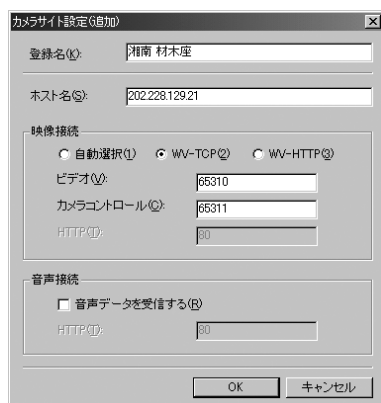 カメラサイト設定(追加)
登録名(K): 湘南 材木座
ホスト名(S): 202.228.129.21
映像接続
自動選択(1) WV-TCP(2) WV-HTTP(3)
ビデオ(V): 65310
カメラコントロール(C): 65311
HTTP(T): 80
音声接続
音声データを受信する(R)
HTTP(T): 80
OK キャンセル